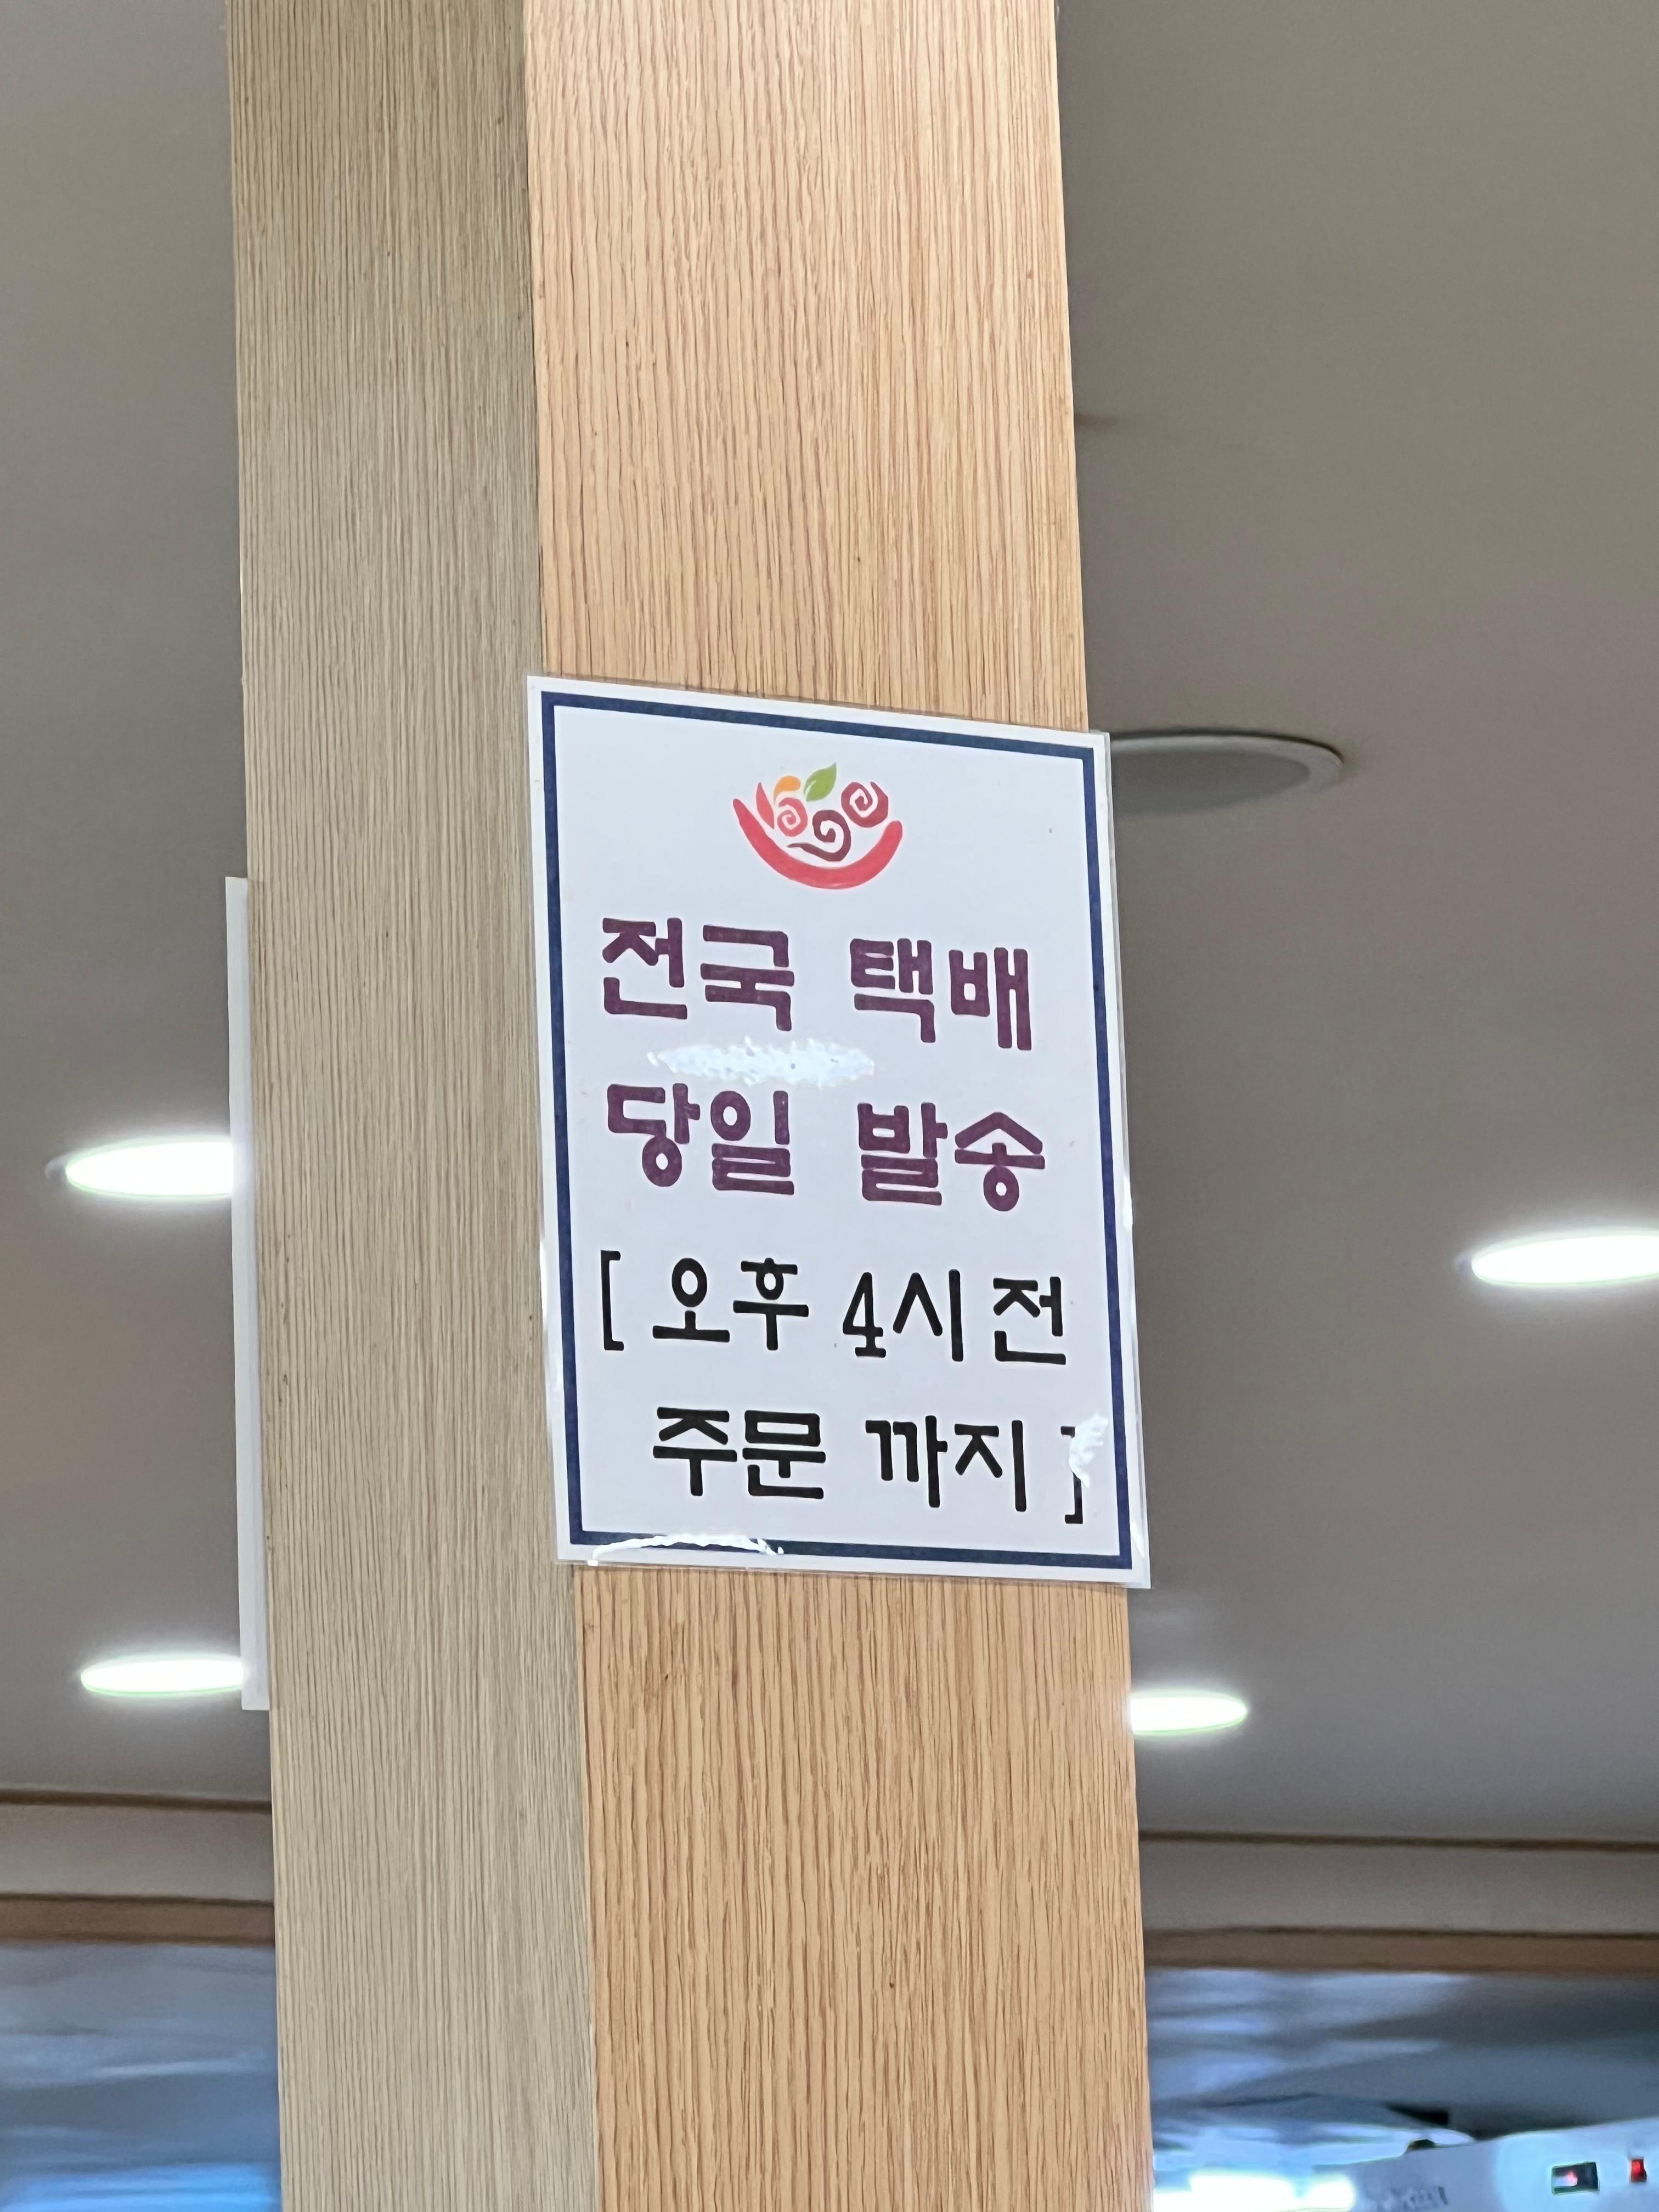 전국 택배
당일 발송
[ 오후 4시전
주문 까지 ]